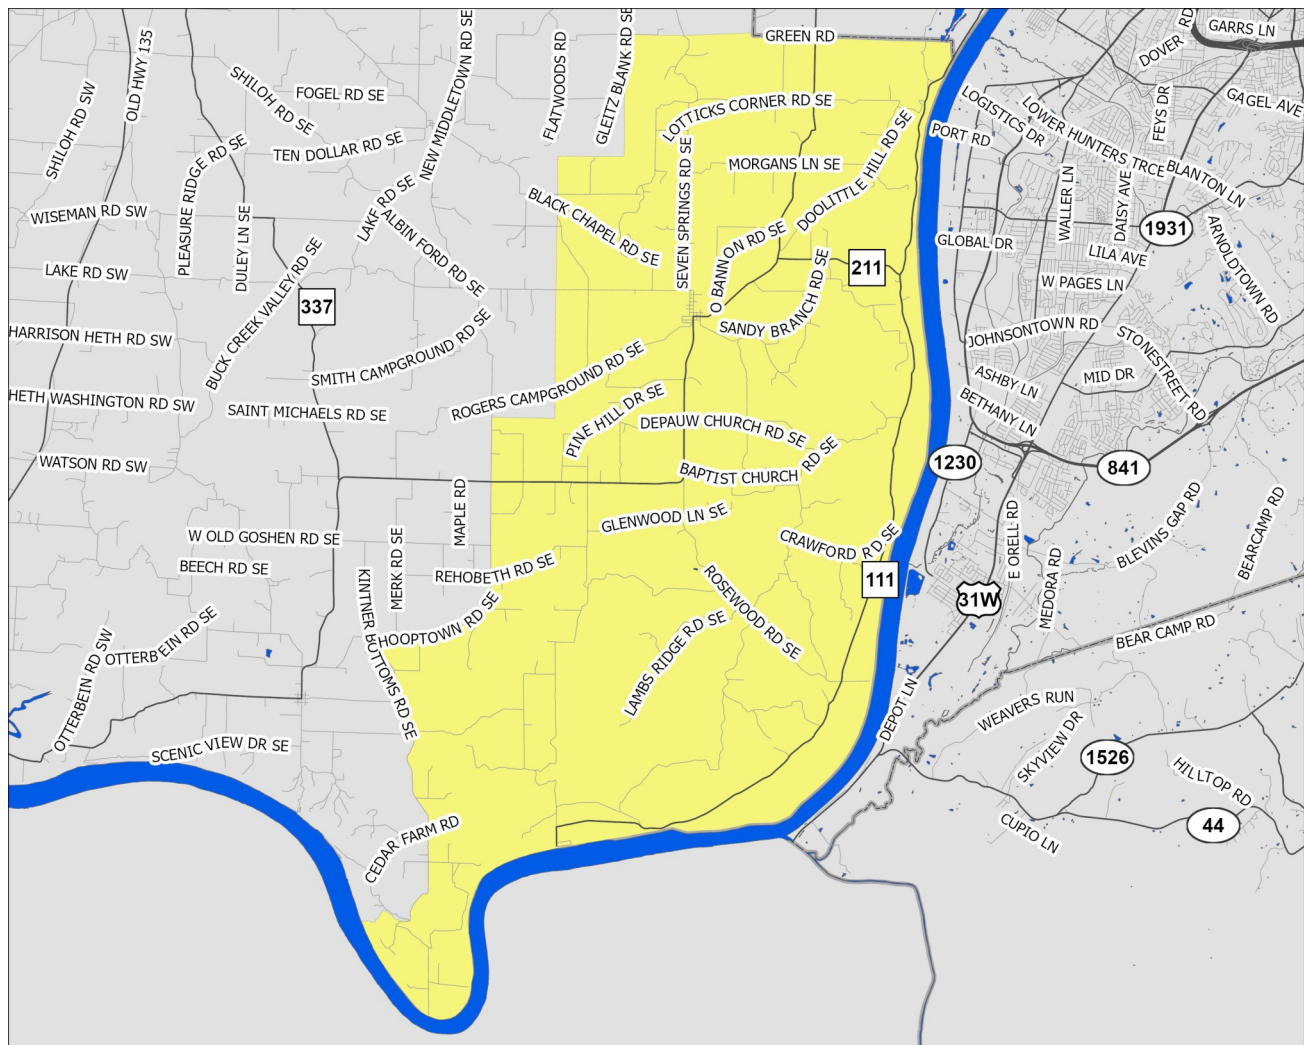 GARRS LN
GREEN RD
DOVER RD
OLD HWY 135
NEW MIDDLETOWN RD SE
FLATWOODS RD
GLEITZ BLANK RD SE
SHILOH RD SW
SHILOH RD SE
FOGEL RD SE
LOTTICKS CORNER RD SE
LOGISTICS DR
LOWER HUNTERS TRCE
FEYS DR
GAGEL AVE
PORT RD
TEN DOLLAR RD SE
PLEASURE RIDGE RD SE
MORGANS LN SE
DOOLITTLE HILL RD SE
BLANTON LN
WALLER LN
DAISY AVE
LAKE RD SE
WISEMAN RD SW
DULEY LN SE
ALBIN FORD RD SE
BLACK CHAPEL RD SE
SEVEN SPRINGS RD SE
O BANNON RD SE
GLOBAL DR
1931
LILA AVE
ARNOLDTOWN RD
LAKE RD SW
BUCK CREEK VALLEY RD SE
211
W PAGES LN
337
SANDY BRANCH RD SE
HARRISON HETH RD SW
JOHNSONTOWN RD
STONESTREET RD
SMITH CAMPGROUND RD SE
ROGERS CAMPGROUND RD SE
ASHBY LN
MID DR
HETH WASHINGTON RD SW
SAINT MICHAELS RD SE
PINE HILL DR SE
DEPAUW CHURCH RD SE
BETHANY LN
WATSON RD SW
BAPTIST CHURCH RD SE
1230
841
MAPLE RD
GLENWOOD LN SE
W OLD GOSHEN RD SE
CRAWFORD RD SE
E ORELL RD
BLEVINS GAP RD
BEARCAMP RD
BEECH RD SE
MERK RD SE
REHOBETH RD SE
111
31W
MEDORA RD
KINTNER BOTTOMS RD SE
HOOPTOWN RD SE
ROSEWOOD RD SE
LAMBS RIDGE RD SE
BEAR CAMP RD
OTTERBEIN RD SW
OTTERBEIN RD SE
DEPOT LN
WEAVERS RUN
SKYVIEW DR
SCENIC VIEW DR SE
1526
HILLTOP RD
CEDAR FARM RD
CUPIO LN
44